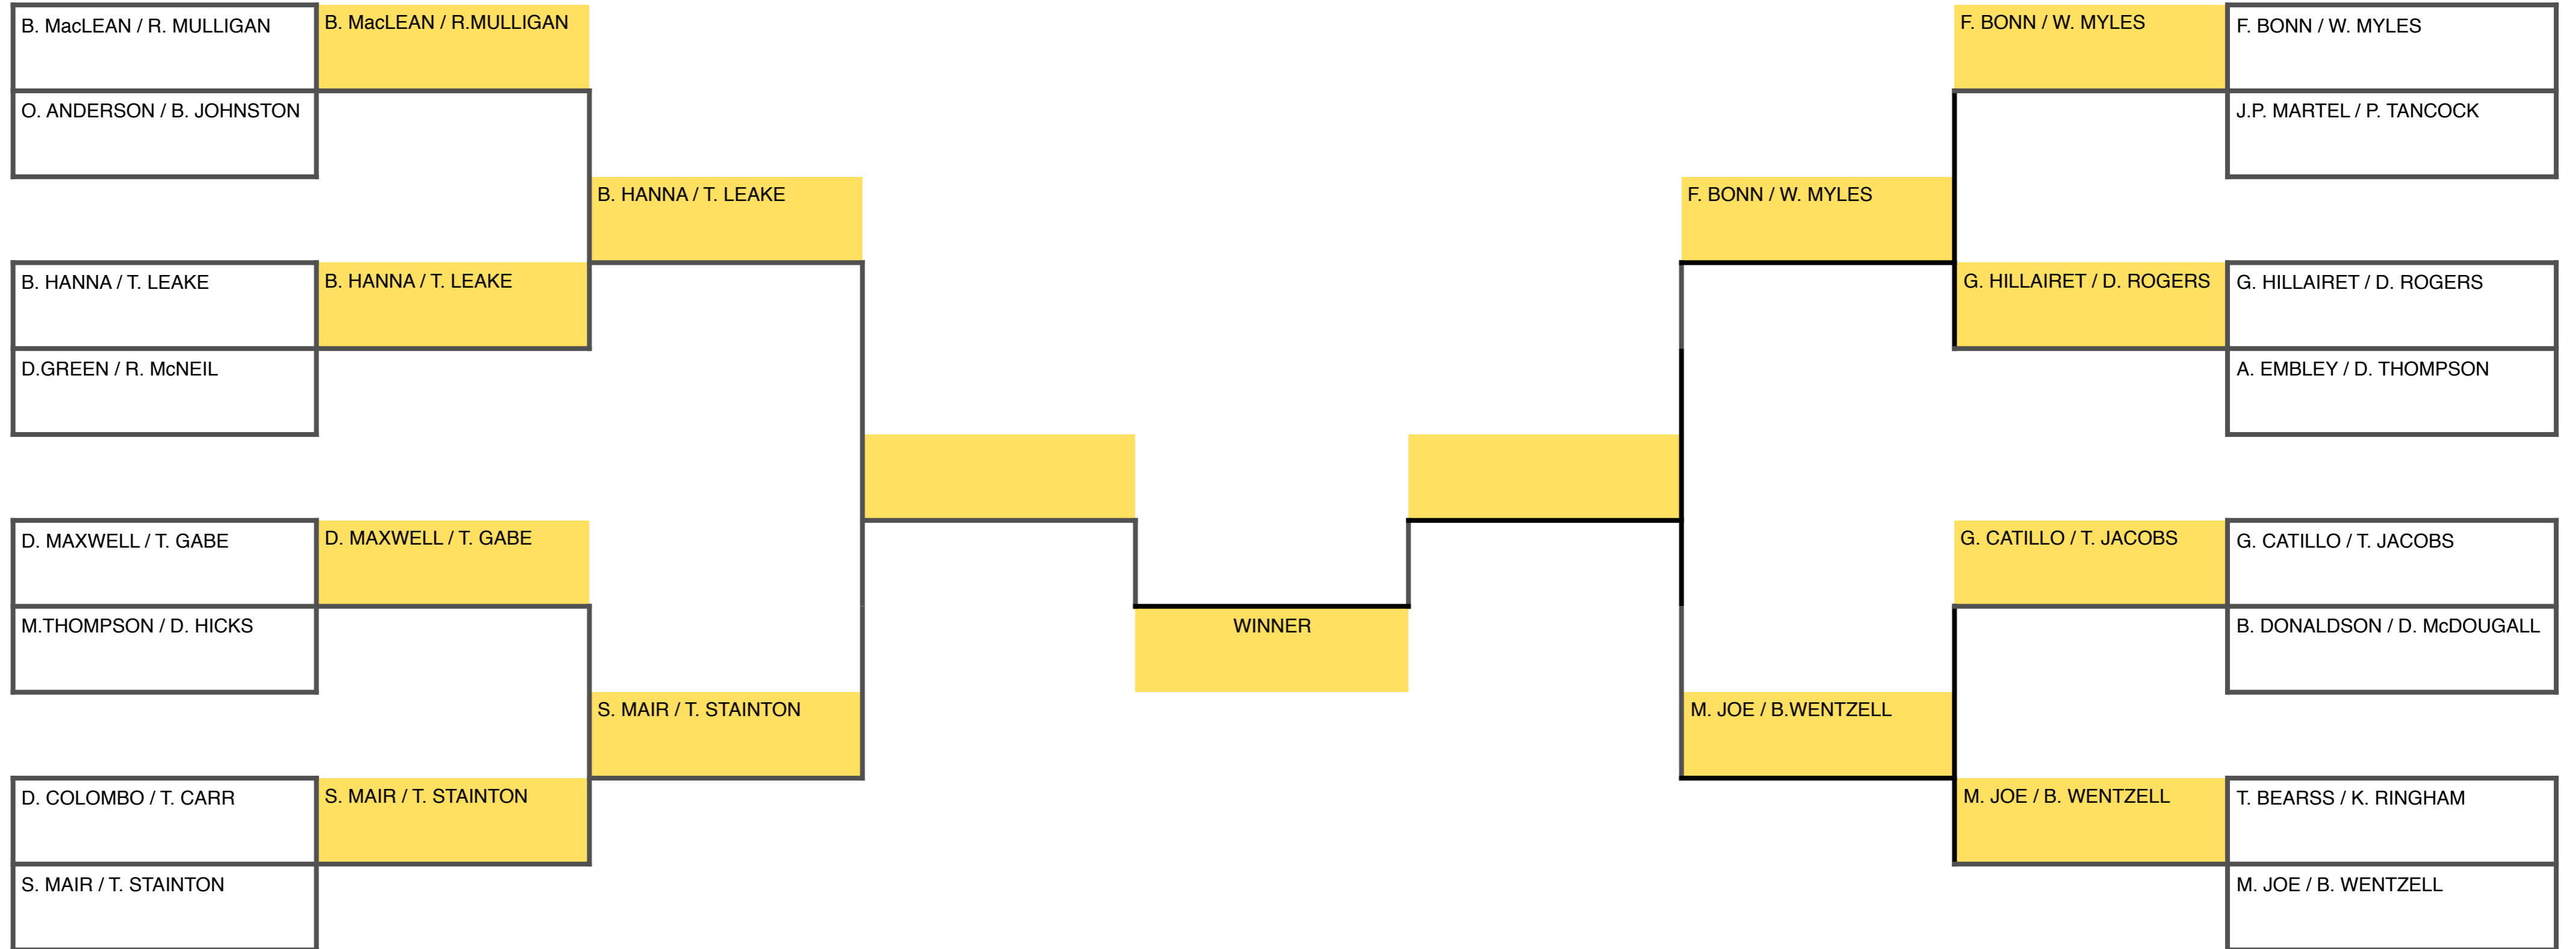 B. MacLEAN / R. MULLIGAN
B. MacLEAN / R.MULLIGAN
F. BONN / W. MYLES
F. BONN / W. MYLES
O. ANDERSON / B. JOHNSTON
J.P. MARTEL / P. TANCOCK
B. HANNA / T. LEAKE
F. BONN / W. MYLES
B. HANNA / T. LEAKE
B. HANNA / T. LEAKE
G. HILLAIRET / D. ROGERS
G. HILLAIRET / D. ROGERS
D.GREEN / R. McNEIL
A. EMBLEY / D. THOMPSON
D. MAXWELL / T. GABE
D. MAXWELL / T. GABE
G. CATILLO / T. JACOBS
G. CATILLO / T. JACOBS
M.THOMPSON / D. HICKS
WINNER
B. DONALDSON / D. McDOUGALL
S. MAIR / T. STAINTON
M. JOE / B.WENTZELL
D. COLOMBO / T. CARR
S. MAIR / T. STAINTON
M. JOE / B. WENTZELL
T. BEARSS / K. RINGHAM
S. MAIR / T. STAINTON
M. JOE / B. WENTZELL